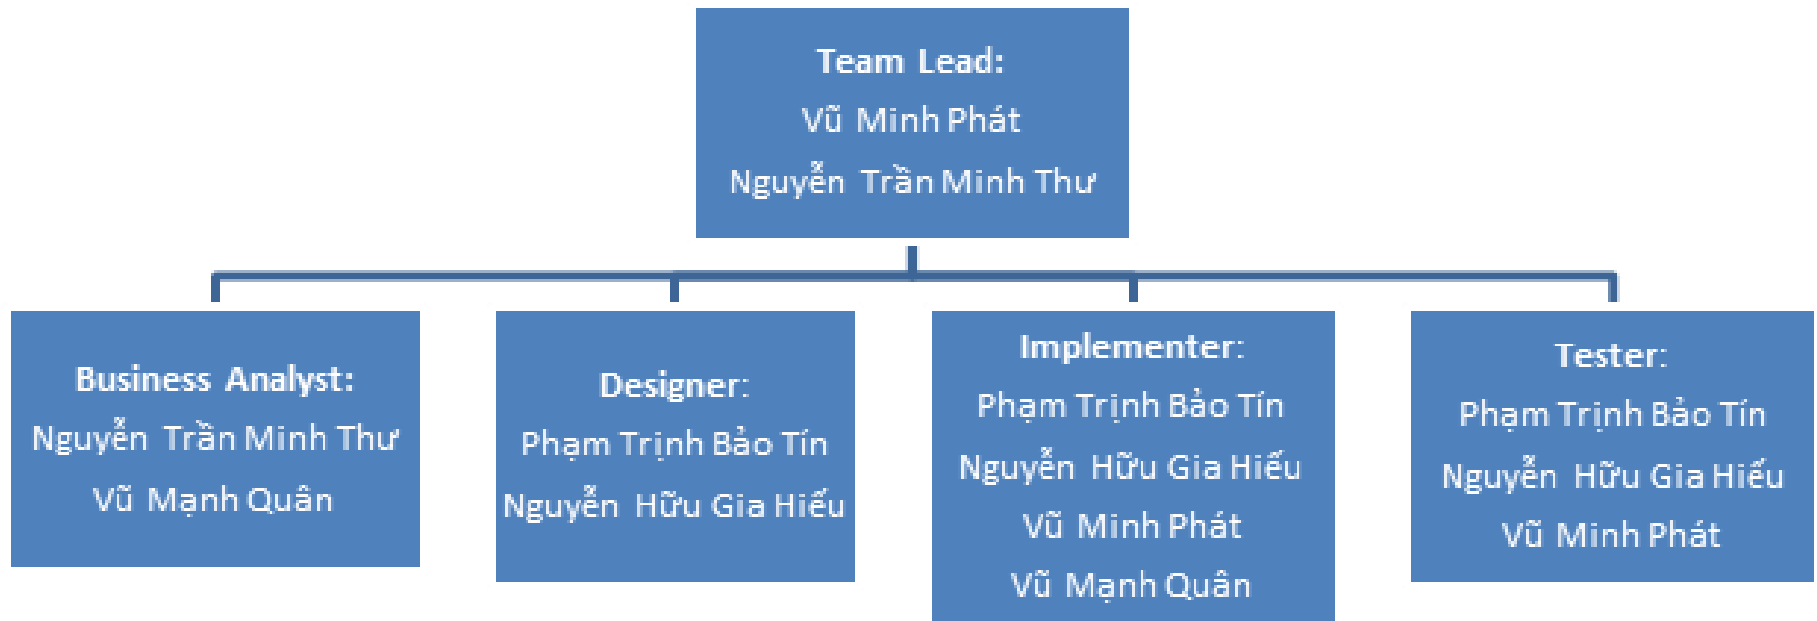 Team Lead:
Vũ Minh Phát
Nguyễn Trần Minh Thư
Business Analyst:
Nguyễn Trần Minh Thư
Vũ Mạnh Quân
Designer:
Phạm Trịnh Bảo Tín
Nguyễn Hữu Gia Hiếu
Implementer:
Phạm Trịnh Bảo Tín
Nguyễn Hữu Gia Hiếu
Vũ Minh Phát
Vũ Mạnh Quân
Tester:
Phạm Trịnh Bảo Tín
Nguyễn Hữu Gia Hiếu
Vũ Minh Phát